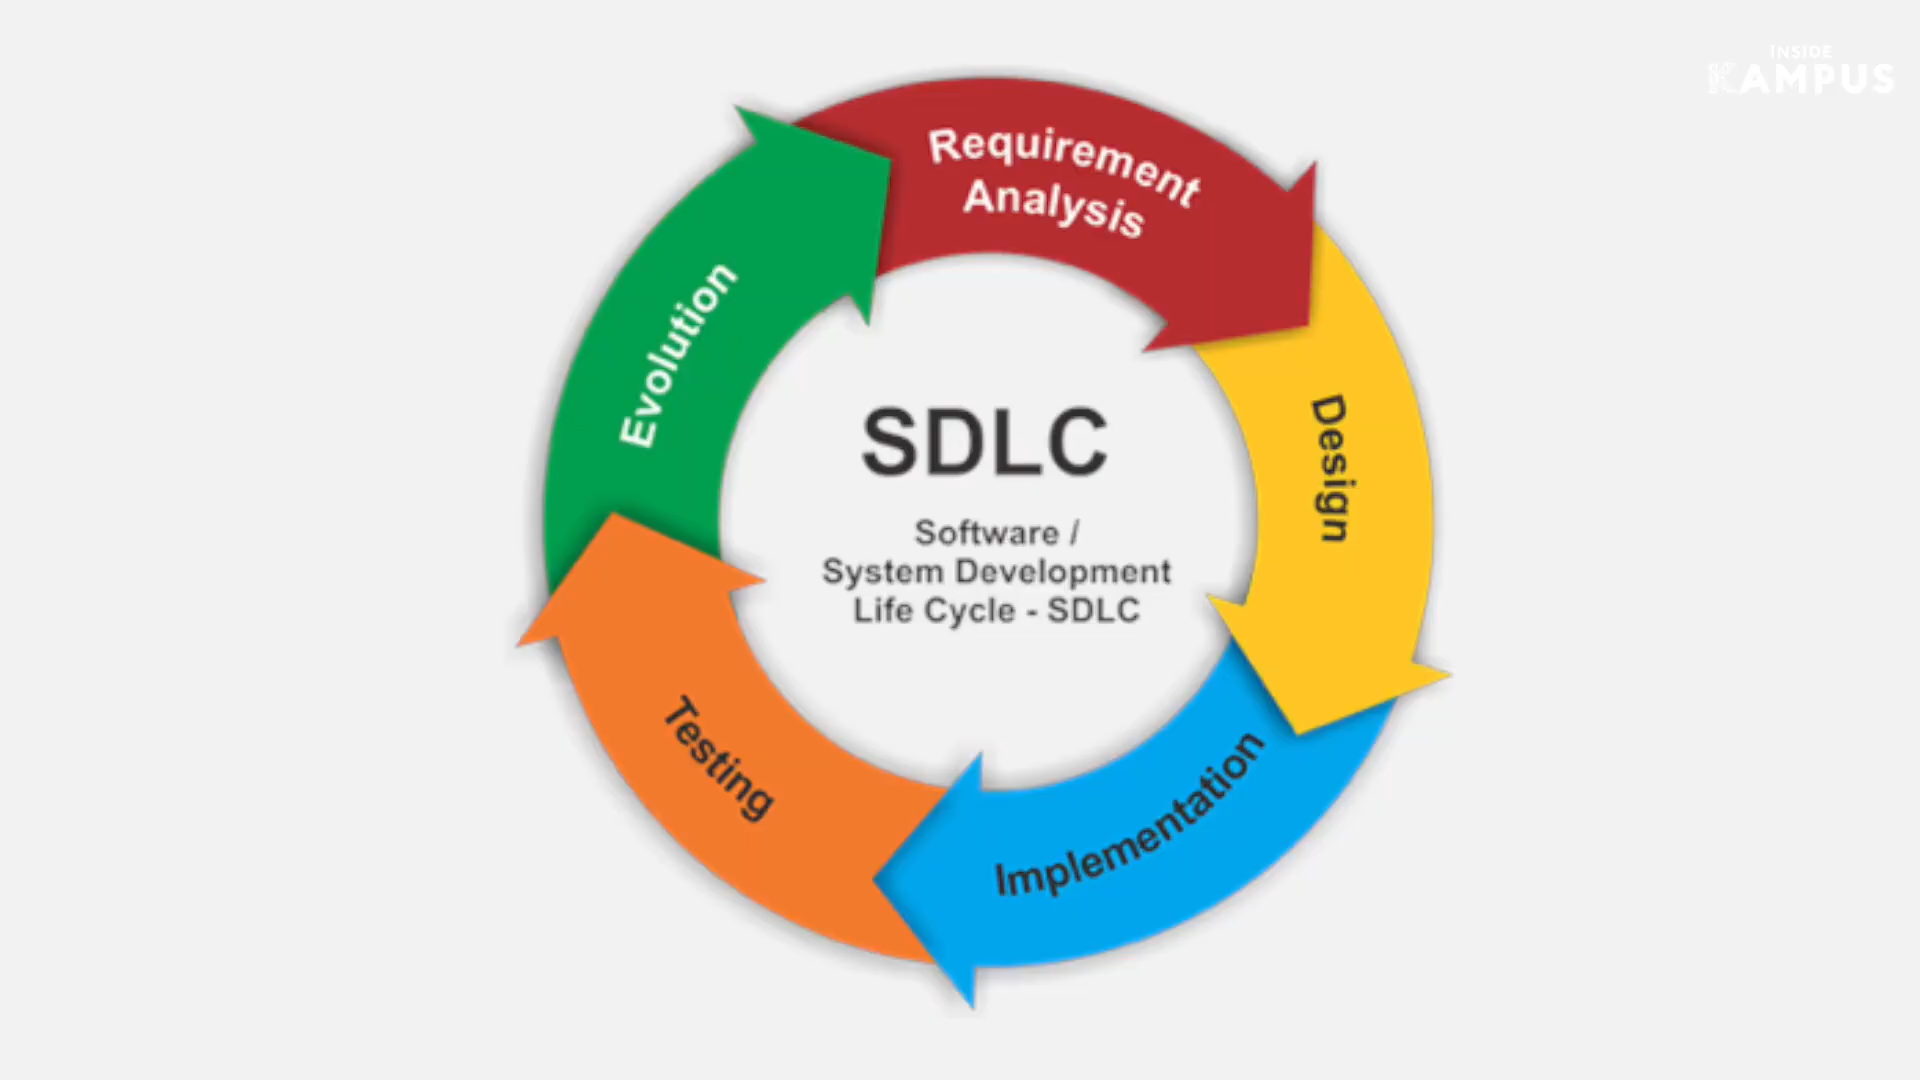 INSIDE
KAMPUS
Requirement
Analysis
Design
Implementation
Testing
Evolution
SDLC
Software /
System Development
Life Cycle - SDLC